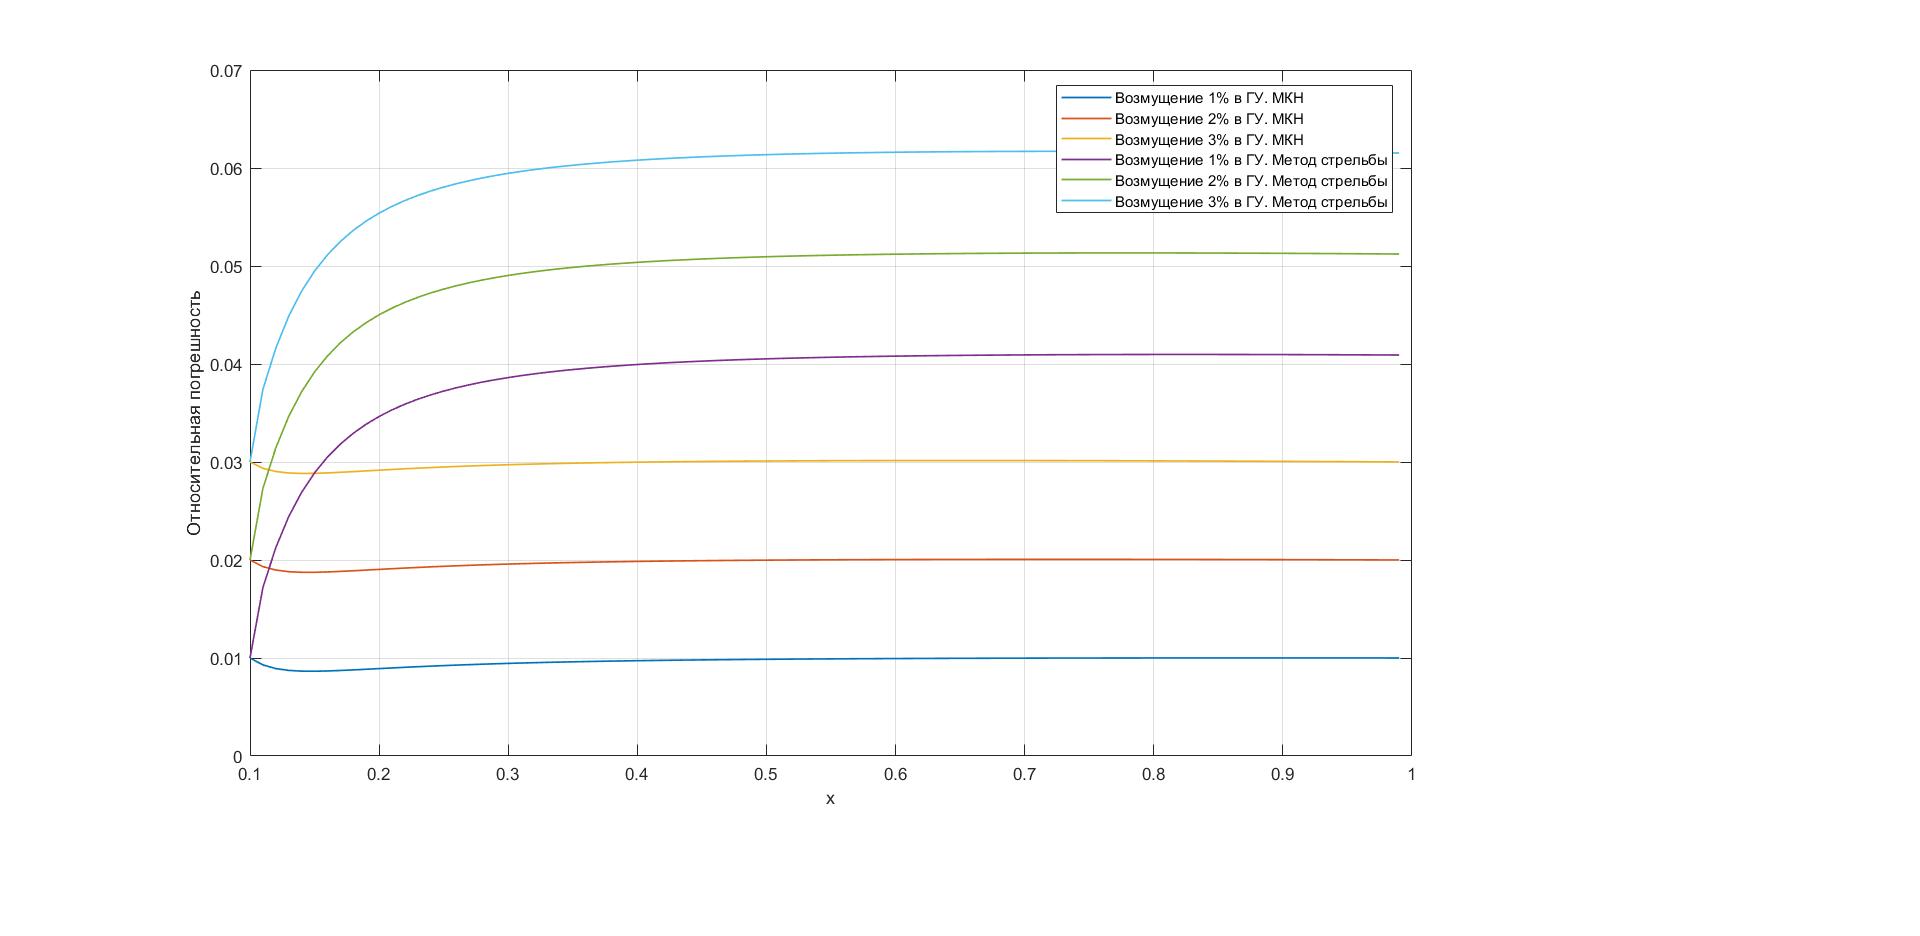 0.07
0.06
0.05
0.04
0.03
0.02
0.01
0
Относительная погрешность
0.1 0.2 0.3 0.4 0.5 0.6 0.7 0.8 0.9 1
x
Возмущение 1% в ГУ. МКН
Возмущение 2% в ГУ. МКН
Возмущение 3% в ГУ. МКН
Возмущение 1% в ГУ. Метод стрельбы
Возмущение 2% в ГУ. Метод стрельбы
Возмущение 3% в ГУ. Метод стрельбы